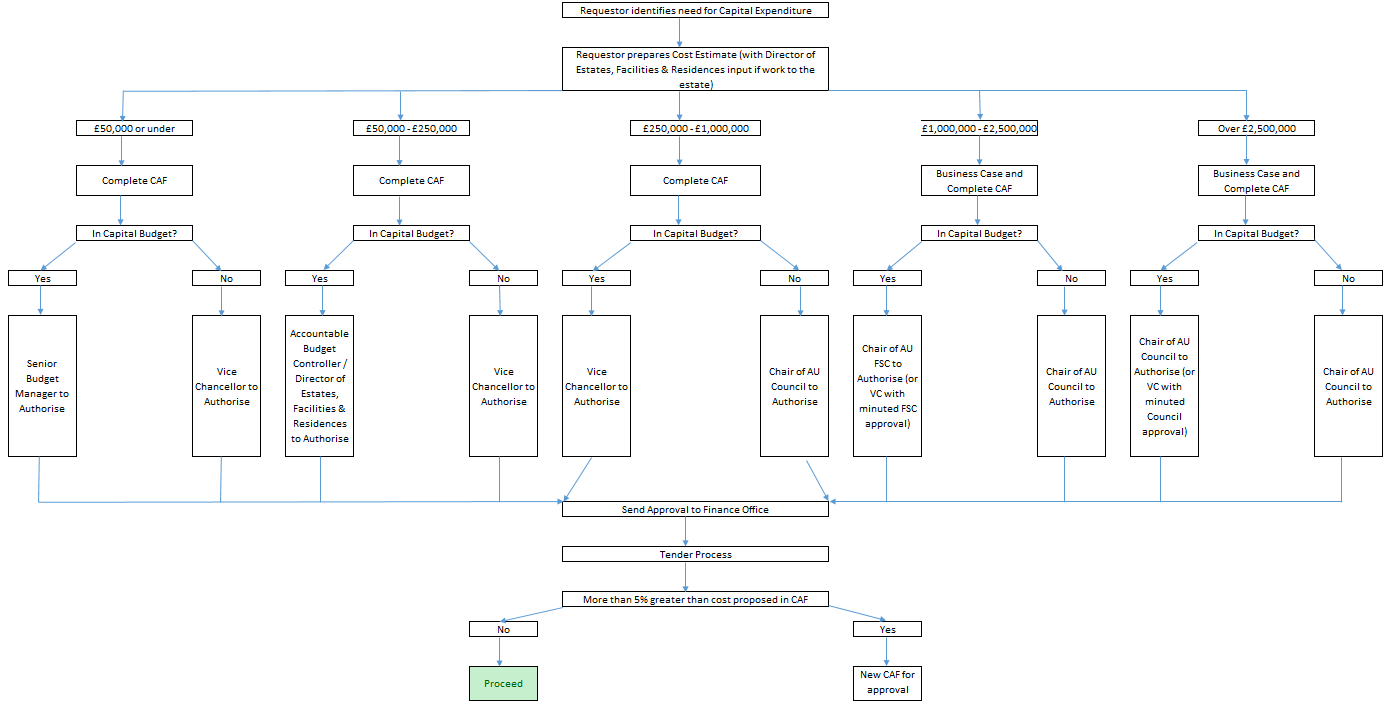 Requestor identifies need for Capital Expenditure
Requestor prepares Cost Estimate (with Director of
Estates, Facilities & Residences input if work to the
estate)
£50,000 or under
£50,000 - £250,000
£250,000 - £1,000,000
£1,000,000 - £2,500,000
Over £2,500,000
Complete CAF
Complete CAF
Complete CAF
Business Case and
Complete CAF
Business Case and
Complete CAF
In Capital Budget?
In Capital Budget?
In Capital Budget?
In Capital Budget?
In Capital Budget?
Yes
No
Yes
No
Yes
No
Yes
No
Yes
No
Senior
Budget
Manager to
Authorise
Vice
Chancellor to
Authorise
Accountable
Budget
Controller /
Director of
Estates,
Facilities &
Residences
to Authorise
Vice
Chancellor to
Authorise
Vice
Chancellor to
Authorise
Chair of AU
Council to
Authorise
Chair of AU
FSC to
Authorise (or
VC with
minuted FSC
approval)
Chair of AU
Council to
Authorise
Chair of AU
Council to
Authorise (or
VC with
minuted
Council
approval)
Chair of AU
Council to
Authorise
Send Approval to Finance Office
Tender Process
More than 5% greater than cost proposed in CAF
No
Yes
Proceed
New CAF for
approval